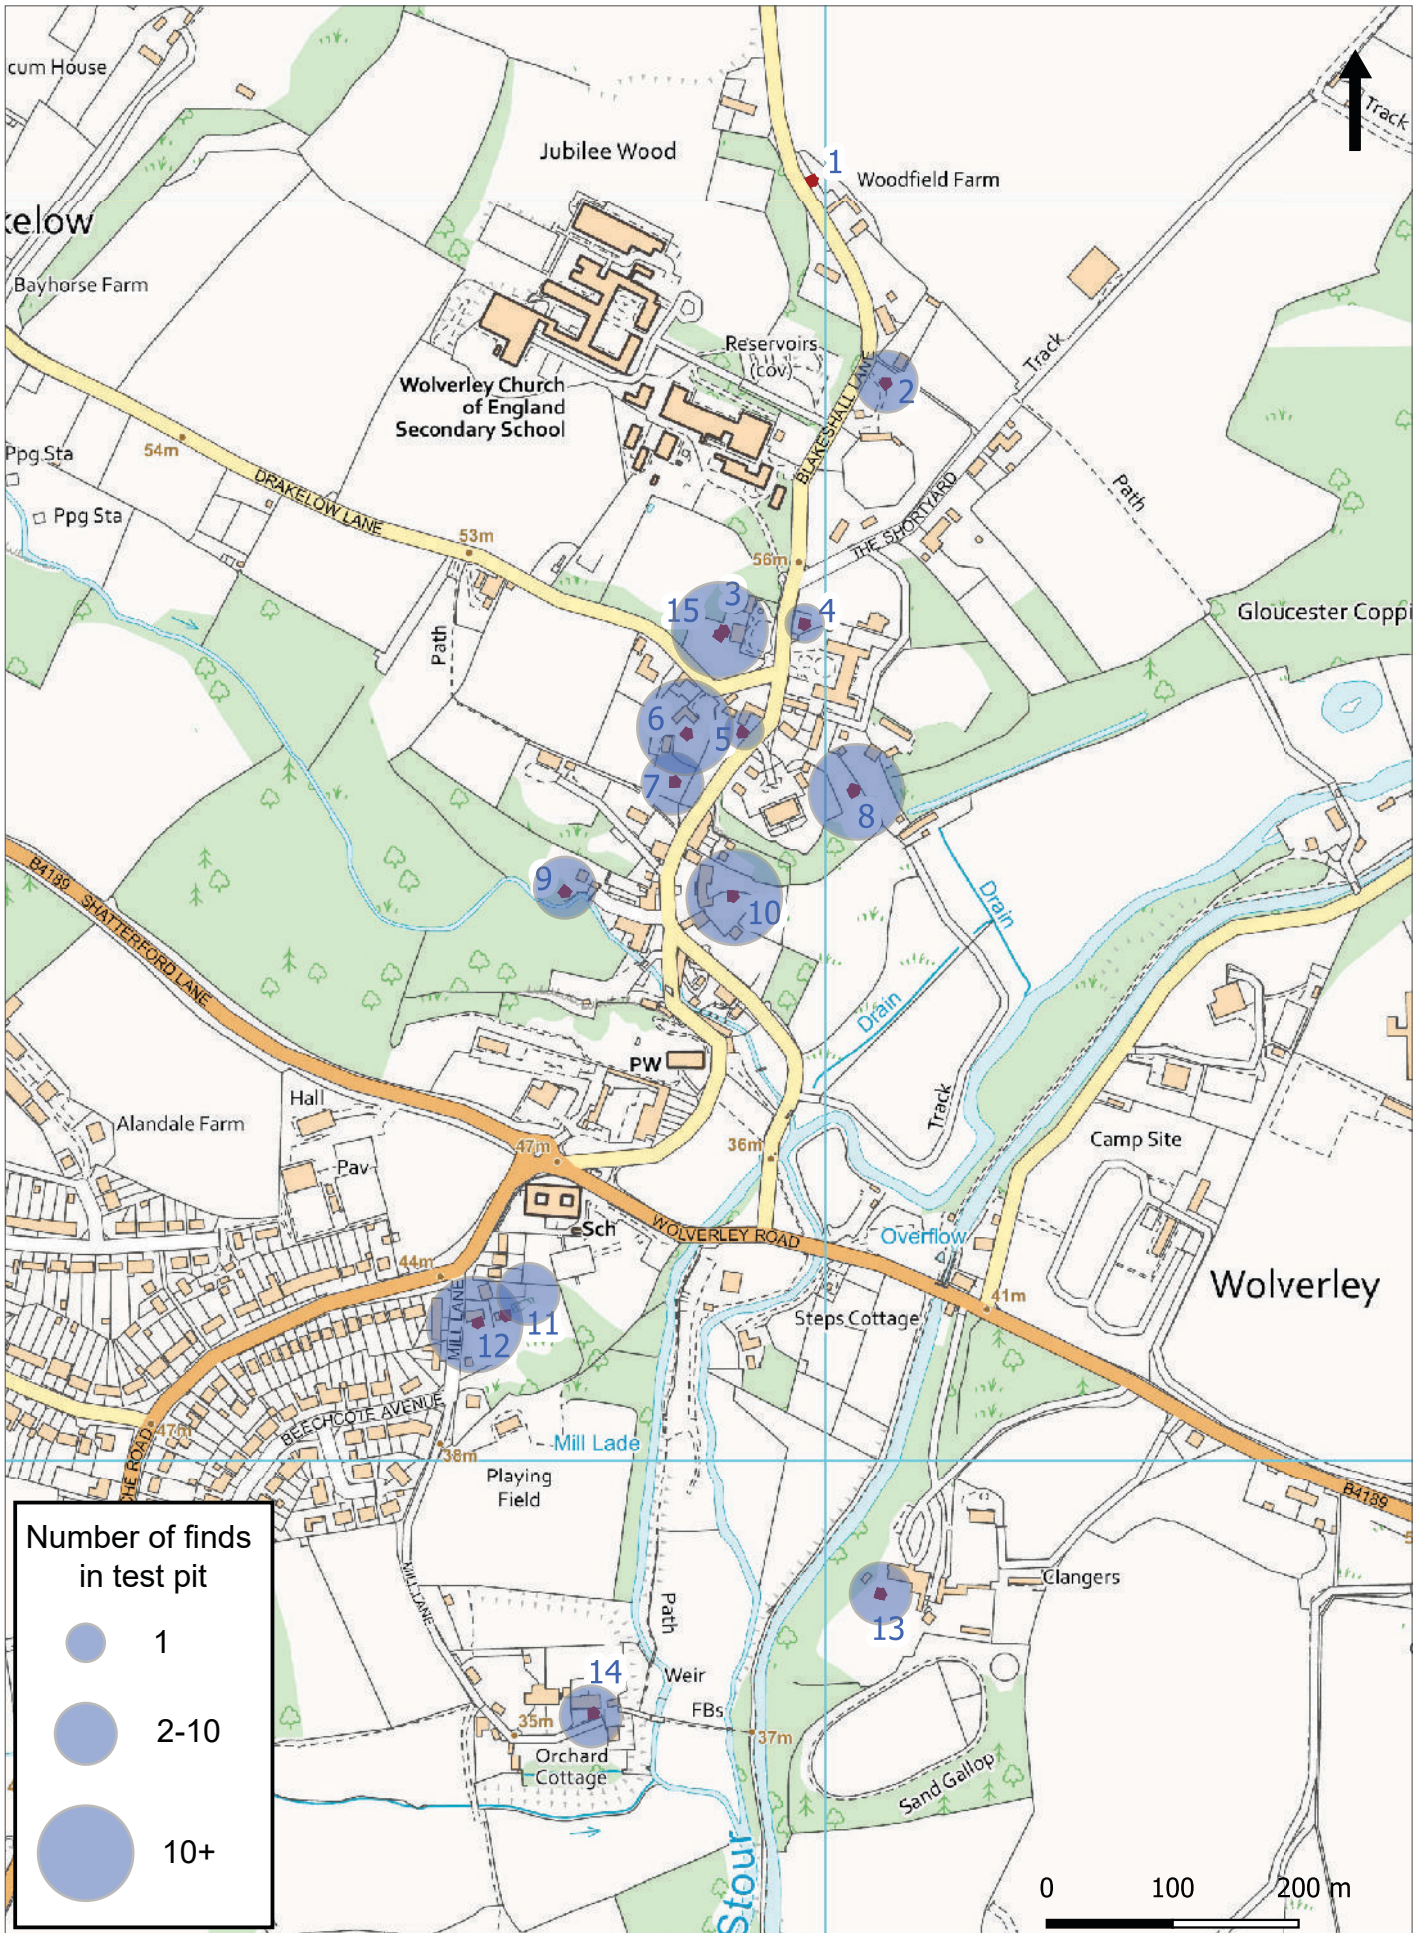 cum House
Track
Jubilee Wood
1
Woodfield Farm
kelow
Bayhorse Farm
Reservoirs
(cov)
Track
Wolverley Church
of England
Secondary School
2
BLAKESHALL LANE
54m
Ppg Sta
DRAKELOW LANE
Path
Ppg Sta
53m
THE SHORTYARD
56m
15
3
4
Gloucester Coppi
Path
6
5
7
8
9
10
Drain
B4189
SHATTERFORD LANE
Drain
PW
Hall
Track
Alandale Farm
47m
36m
Camp Site
Pav
Sch
WOLVERLEY ROAD
Overflow
44m
Wolverley
MILL LANE
41m
Steps Cottage
11
12
BEECHCOTE AVENUE
47m
Mill Lade
38m
CHE ROAD
Playing
Field
B4189
Number of finds
in test pit
1
2-10
10+
MILL LANE
Clangers
Path
13
14
Weir
FBs
35m
37m
Orchard
Cottage
Sand Gallop
Stour
0 100 200 m